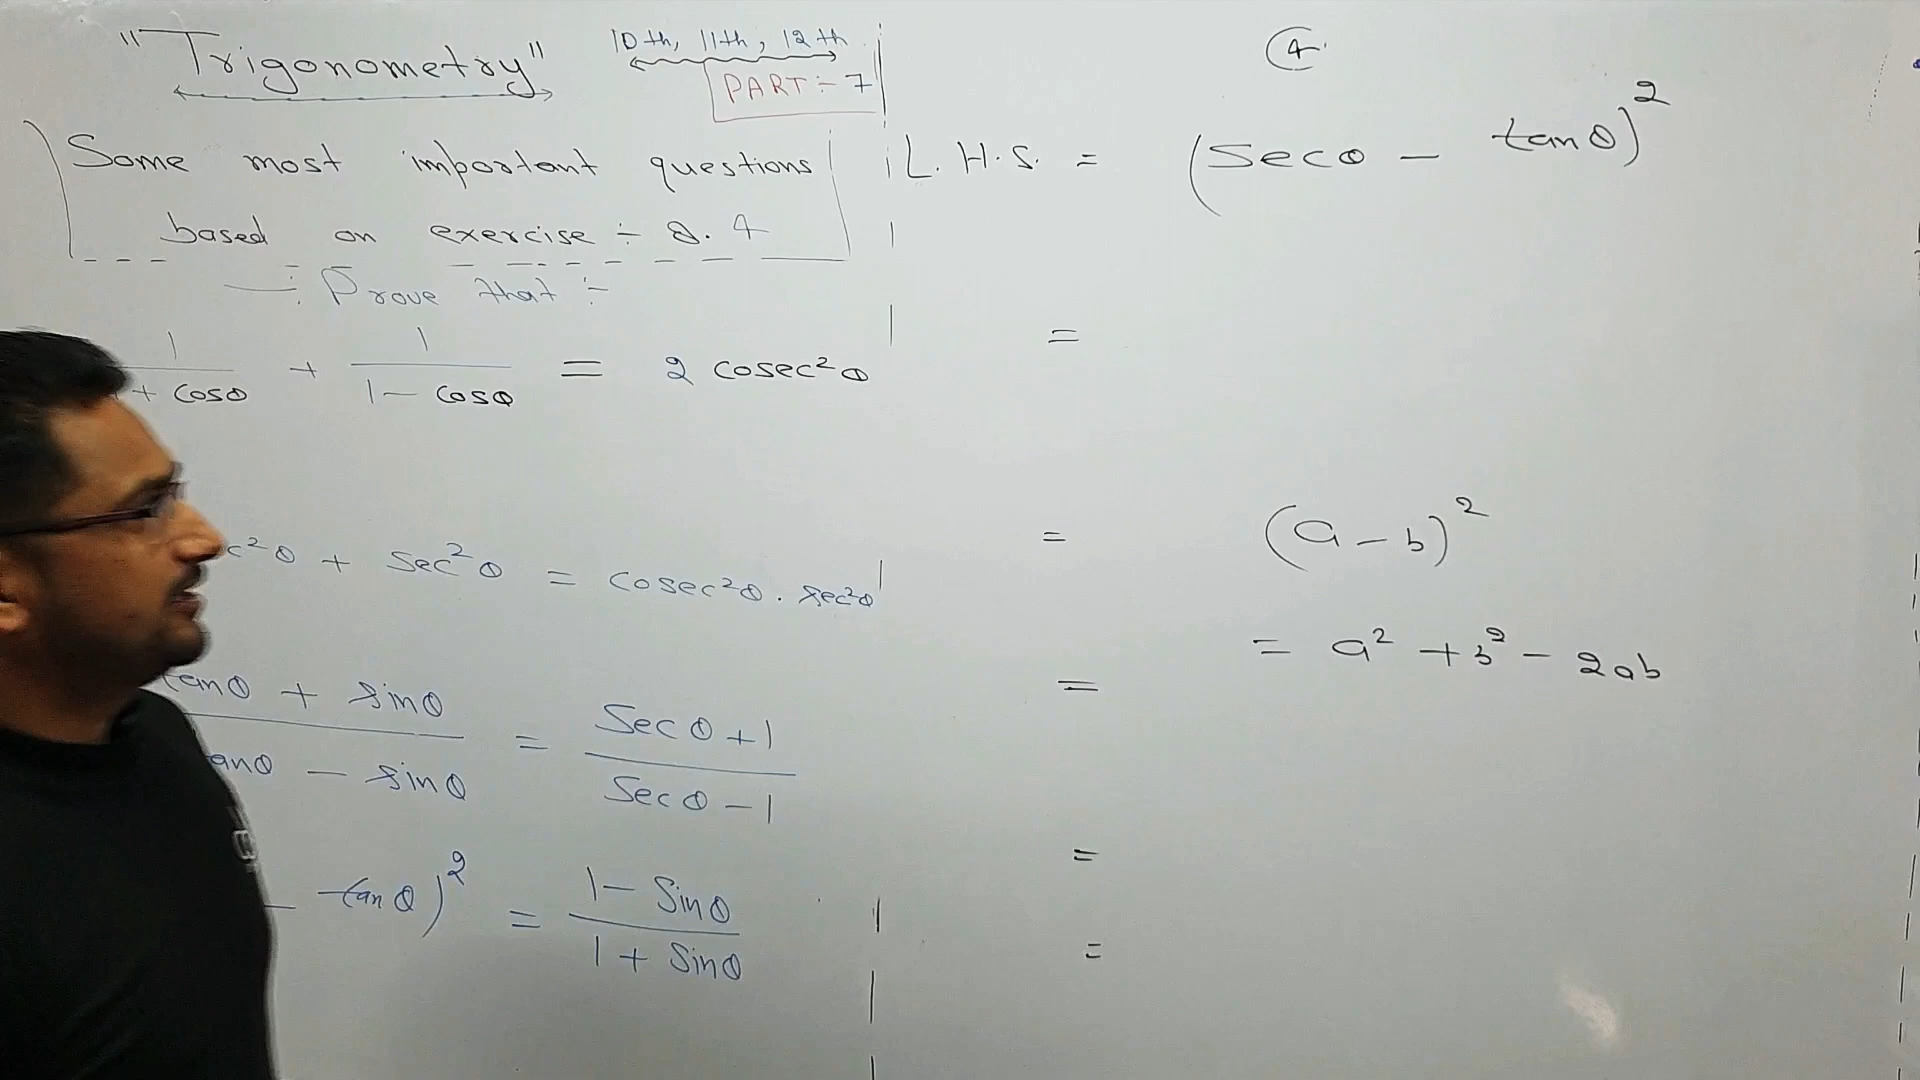 "Trigonometry"
10th, 11th, 12th
PART:- 7
Some most important questions
based on exercise ÷ 8.4
Prove that :-
1/(+ cosθ) + 1/(1 - cosθ) = 2 cosec²θ
c²θ + sec²θ = cosec²θ . sec²θ
(tanθ + sinθ)/(anθ - sinθ) = (Secθ+1)/(Secθ-1)
- tanθ)² = (1 - Sinθ)/(1 + Sinθ)
4
L.H.S. = (secθ - tanθ)²
=
= (a-b)²
= a² + b² - 2ab
=
=
=